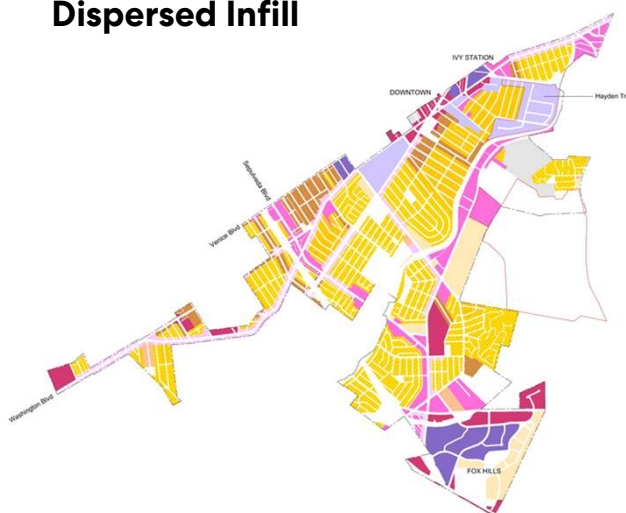 Dispersed Infill
IVY STATION
DOWNTOWN
Hayden Tr
Sepulveda Blvd
Venice Blvd
Washington Blvd
FOX HILLS